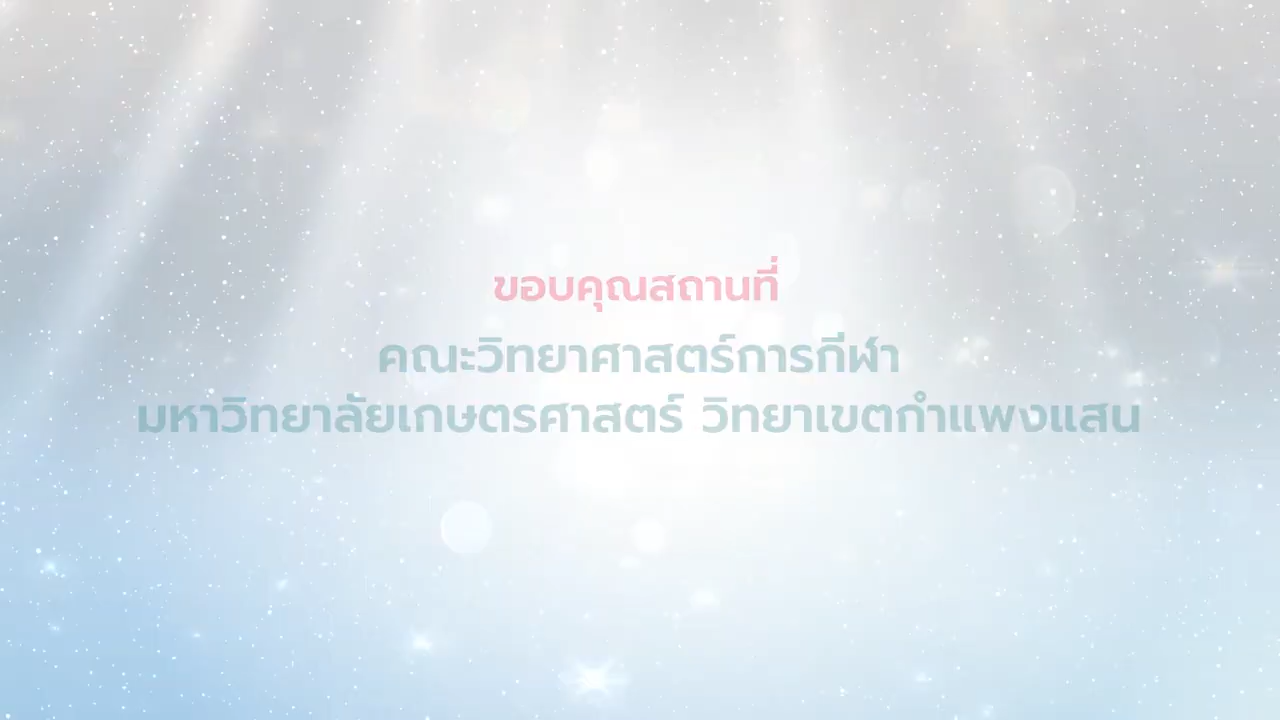 ขอบคุณสถานที่
คณะวิทยาศาสตร์การกีฬา
มหาวิทยาลัยเกษตรศาสตร์ วิทยาเขตกำแพงแสน